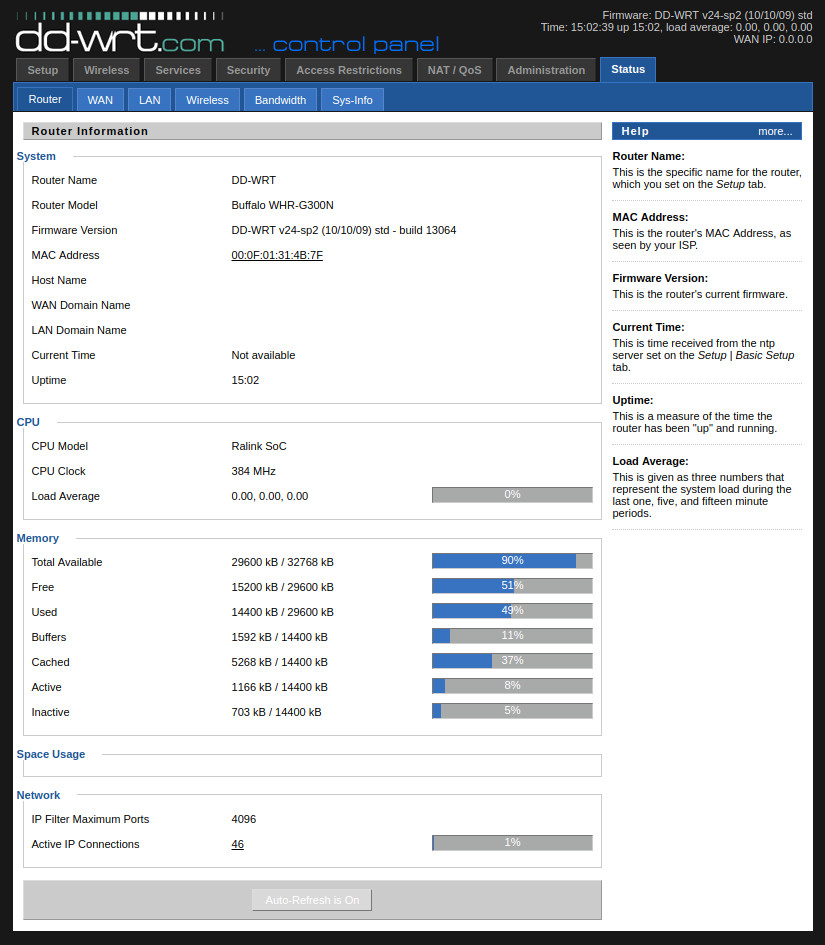 dd-wrt.com
... control panel
Firmware: DD-WRT v24-sp2 (10/10/09) std
Time: 15:02:39 up 15:02, load average: 0.00, 0.00, 0.00
WAN IP: 0.0.0.0
Setup Wireless Services Security Access Restrictions NAT / QoS Administration Status
Router WAN LAN Wireless Bandwidth Sys-Info
Router Information
System
Router Name DD-WRT
Router Model Buffalo WHR-G300N
Firmware Version DD-WRT v24-sp2 (10/10/09) std - build 13064
MAC Address 00:0F:01:31:4B:7F
Host Name
WAN Domain Name
LAN Domain Name
Current Time Not available
Uptime 15:02
CPU
CPU Model Ralink SoC
CPU Clock 384 MHz
Load Average 0.00, 0.00, 0.00 0%
Memory
Total Available 29600 kB / 32768 kB 90%
Free 15200 kB / 29600 kB 51%
Used 14400 kB / 29600 kB 49%
Buffers 1592 kB / 14400 kB 11%
Cached 5268 kB / 14400 kB 37%
Active 1166 kB / 14400 kB 8%
Inactive 703 kB / 14400 kB 5%
Space Usage
Network
IP Filter Maximum Ports 4096
Active IP Connections 46 1%
Auto-Refresh is On
Help more...
Router Name:
This is the specific name for the router,
which you set on the Setup tab.
MAC Address:
This is the router's MAC Address, as
seen by your ISP.
Firmware Version:
This is the router's current firmware.
Current Time:
This is time received from the ntp
server set on the Setup | Basic Setup
tab.
Uptime:
This is a measure of the time the
router has been "up" and running.
Load Average:
This is given as three numbers that
represent the system load during the
last one, five, and fifteen minute
periods.